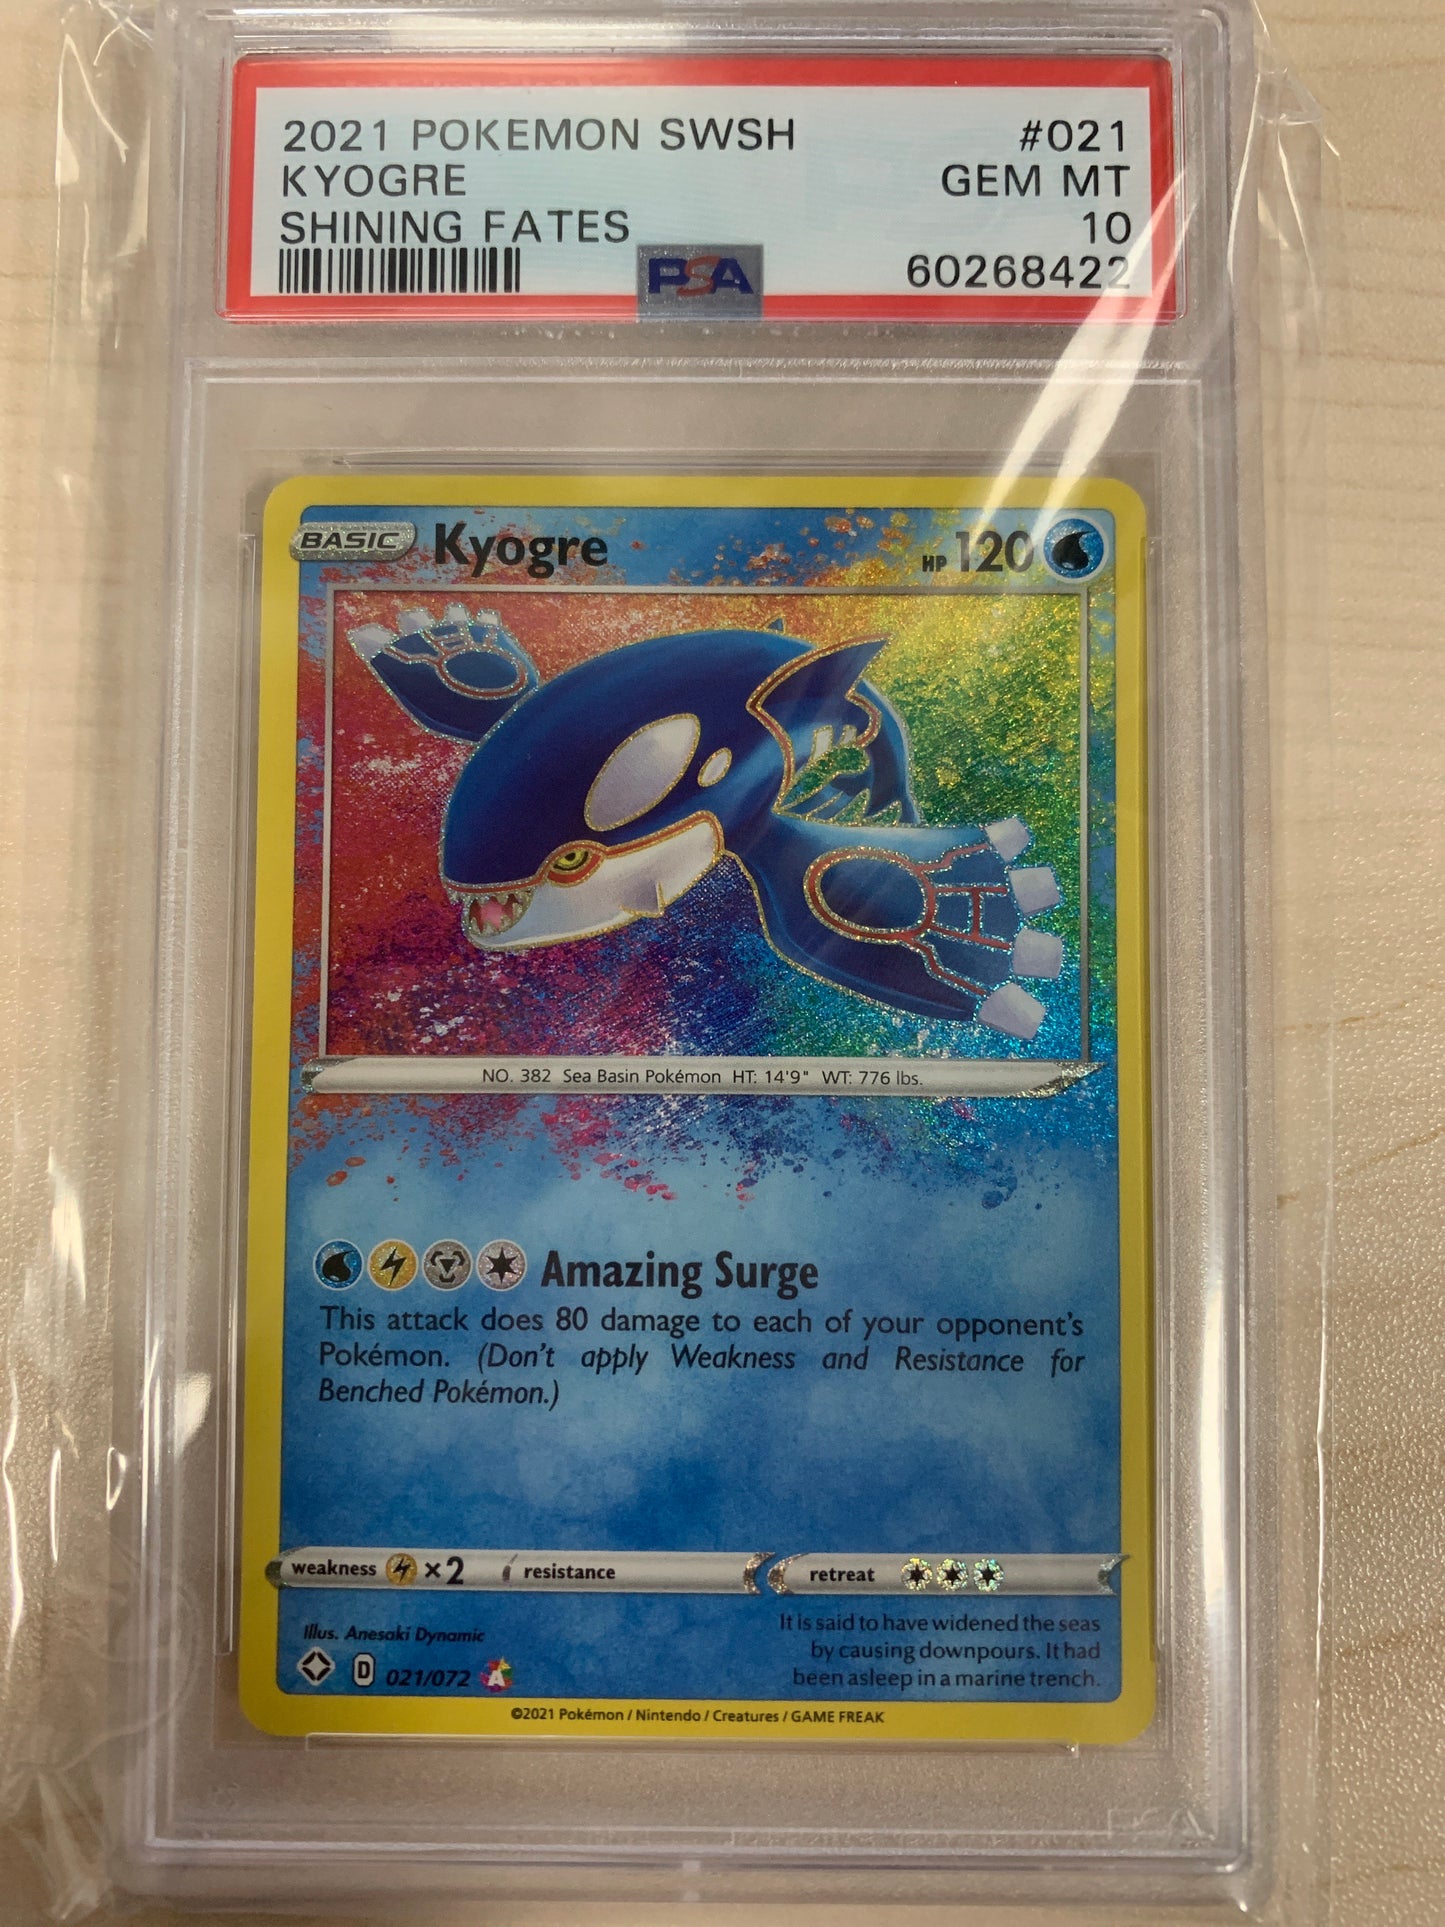 2021 POKEMON SWSH #021
KYOGRE GEM MT
SHINING FATES 10
PSA 60268422
BASIC Kyogre HP 120
NO. 382 Sea Basin Pokémon HT: 14'9" WT: 776 lbs.
Amazing Surge
This attack does 80 damage to each of your opponent's
Pokémon. (Don't apply Weakness and Resistance for
Benched Pokémon.)
weakness ×2 resistance retreat
Illus. Anesaki Dynamic
D 021/072 A
It is said to have widened the seas
by causing downpours. It had
been asleep in a marine trench.
©2021 Pokémon / Nintendo / Creatures / GAME FREAK
PSA